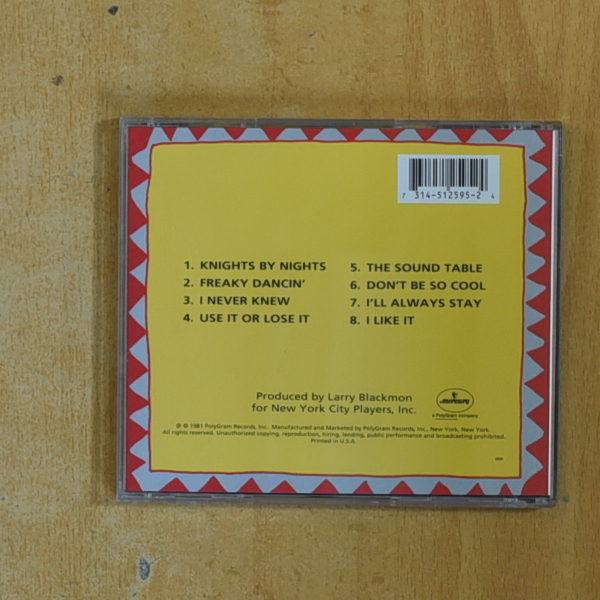 7 314-512595-2 4
1. KNIGHTS BY NIGHTS
2. FREAKY DANCIN'
3. I NEVER KNEW
4. USE IT OR LOSE IT
5. THE SOUND TABLE
6. DON'T BE SO COOL
7. I'LL ALWAYS STAY
8. I LIKE IT
Produced by Larry Blackmon
for New York City Players, Inc.
mercury
a PolyGram company
℗ © 1981 PolyGram Records, Inc. Manufactured and Marketed by PolyGram Records, Inc., New York, New York.
All rights reserved. Unauthorized copying, reproduction, hiring, lending, public performance and broadcasting prohibited.
Printed in U.S.A.